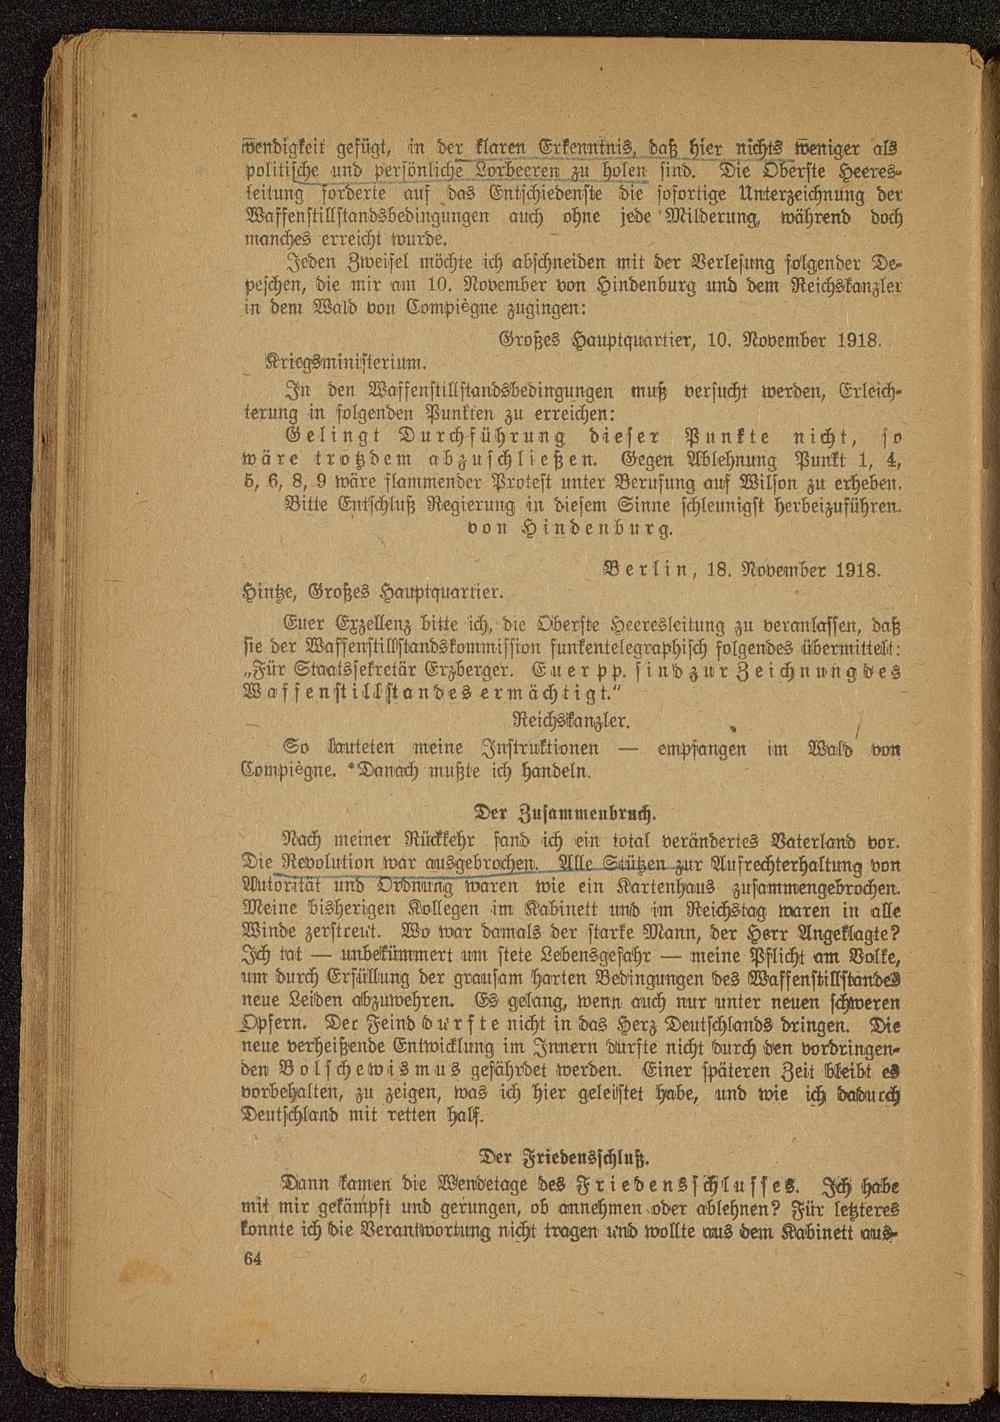 wendigkeit gefügt, in der klaren Erkenntnis, daß hier nichts weniger als
politische und persönliche Lorbeeren zu holen sind. Die Oberste Heeres-
leitung forderte auf das Entschiedenste die sofortige Unterzeichnung der
Waffenstillstandsbedingungen auch ohne jede Milderung, während doch
manches erreicht wurde.
Jeden Zweifel möchte ich abschneiden mit der Verlesung folgender De-
peschen, die mir am 10. November von Hindenburg und dem Reichskanzler
in dem Wald von Compiègne zugingen:
Großes Hauptquartier, 10. November 1918.
Kriegsministerium.
In den Waffenstillstandsbedingungen muß versucht werden, Erleich-
terung in folgenden Punkten zu erreichen:
Gelingt Durchführung dieser Punkte nicht, so
wäre trotzdem abzuschließen. Gegen Ablehnung Punkt 1, 4,
5, 6, 8, 9 wäre flammender Protest unter Berufung auf Wilson zu erheben.
Bitte Entschluß Regierung in diesem Sinne schleunigst herbeizuführen.
von Hindenburg.
Berlin, 18. November 1918.
Hintze, Großes Hauptquartier.
Euer Exzellenz bitte ich, die Oberste Heeresleitung zu veranlassen, daß
sie der Waffenstillstandskommission funkentelegraphisch folgendes übermittelt:
„Für Staatssekretär Erzberger. Euer pp. sind zur Zeichnung des
Waffenstillstandes ermächtigt.“
Reichskanzler.
So lauteten meine Instruktionen — empfangen im Wald von
Compiègne. Danach mußte ich handeln.
Der Zusammenbruch.
Nach meiner Rückkehr fand ich ein total verändertes Vaterland vor.
Die Revolution war ausgebrochen. Alle Stützen zur Aufrechterhaltung von
Autorität und Ordnung waren wie ein Kartenhaus zusammengebrochen.
Meine bisherigen Kollegen im Kabinett und im Reichstag waren in alle
Winde zerstreut. Wo war damals der starke Mann, der Herr Angeklagte?
Ich tat — unbekümmert um stete Lebensgefahr — meine Pflicht am Volke,
um durch Erfüllung der grausam harten Bedingungen des Waffenstillstandes
neue Leiden abzuwehren. Es gelang, wenn auch nur unter neuen schweren
Opfern. Der Feind durfte nicht in das Herz Deutschlands dringen. Die
neue verheißende Entwicklung im Innern durfte nicht durch den vordringen-
den Bolschewismus gefährdet werden. Einer späteren Zeit bleibt es
vorbehalten, zu zeigen, was ich hier geleistet habe, und wie ich dadurch
Deutschland mit retten half.
Der Friedensschluß.
Dann kamen die Wendetage des Friedensschlusses. Ich habe
mit mir gekämpft und gerungen, ob annehmen oder ablehnen? Für letzteres
konnte ich die Verantwortung nicht tragen und wollte aus dem Kabinett aus-
64